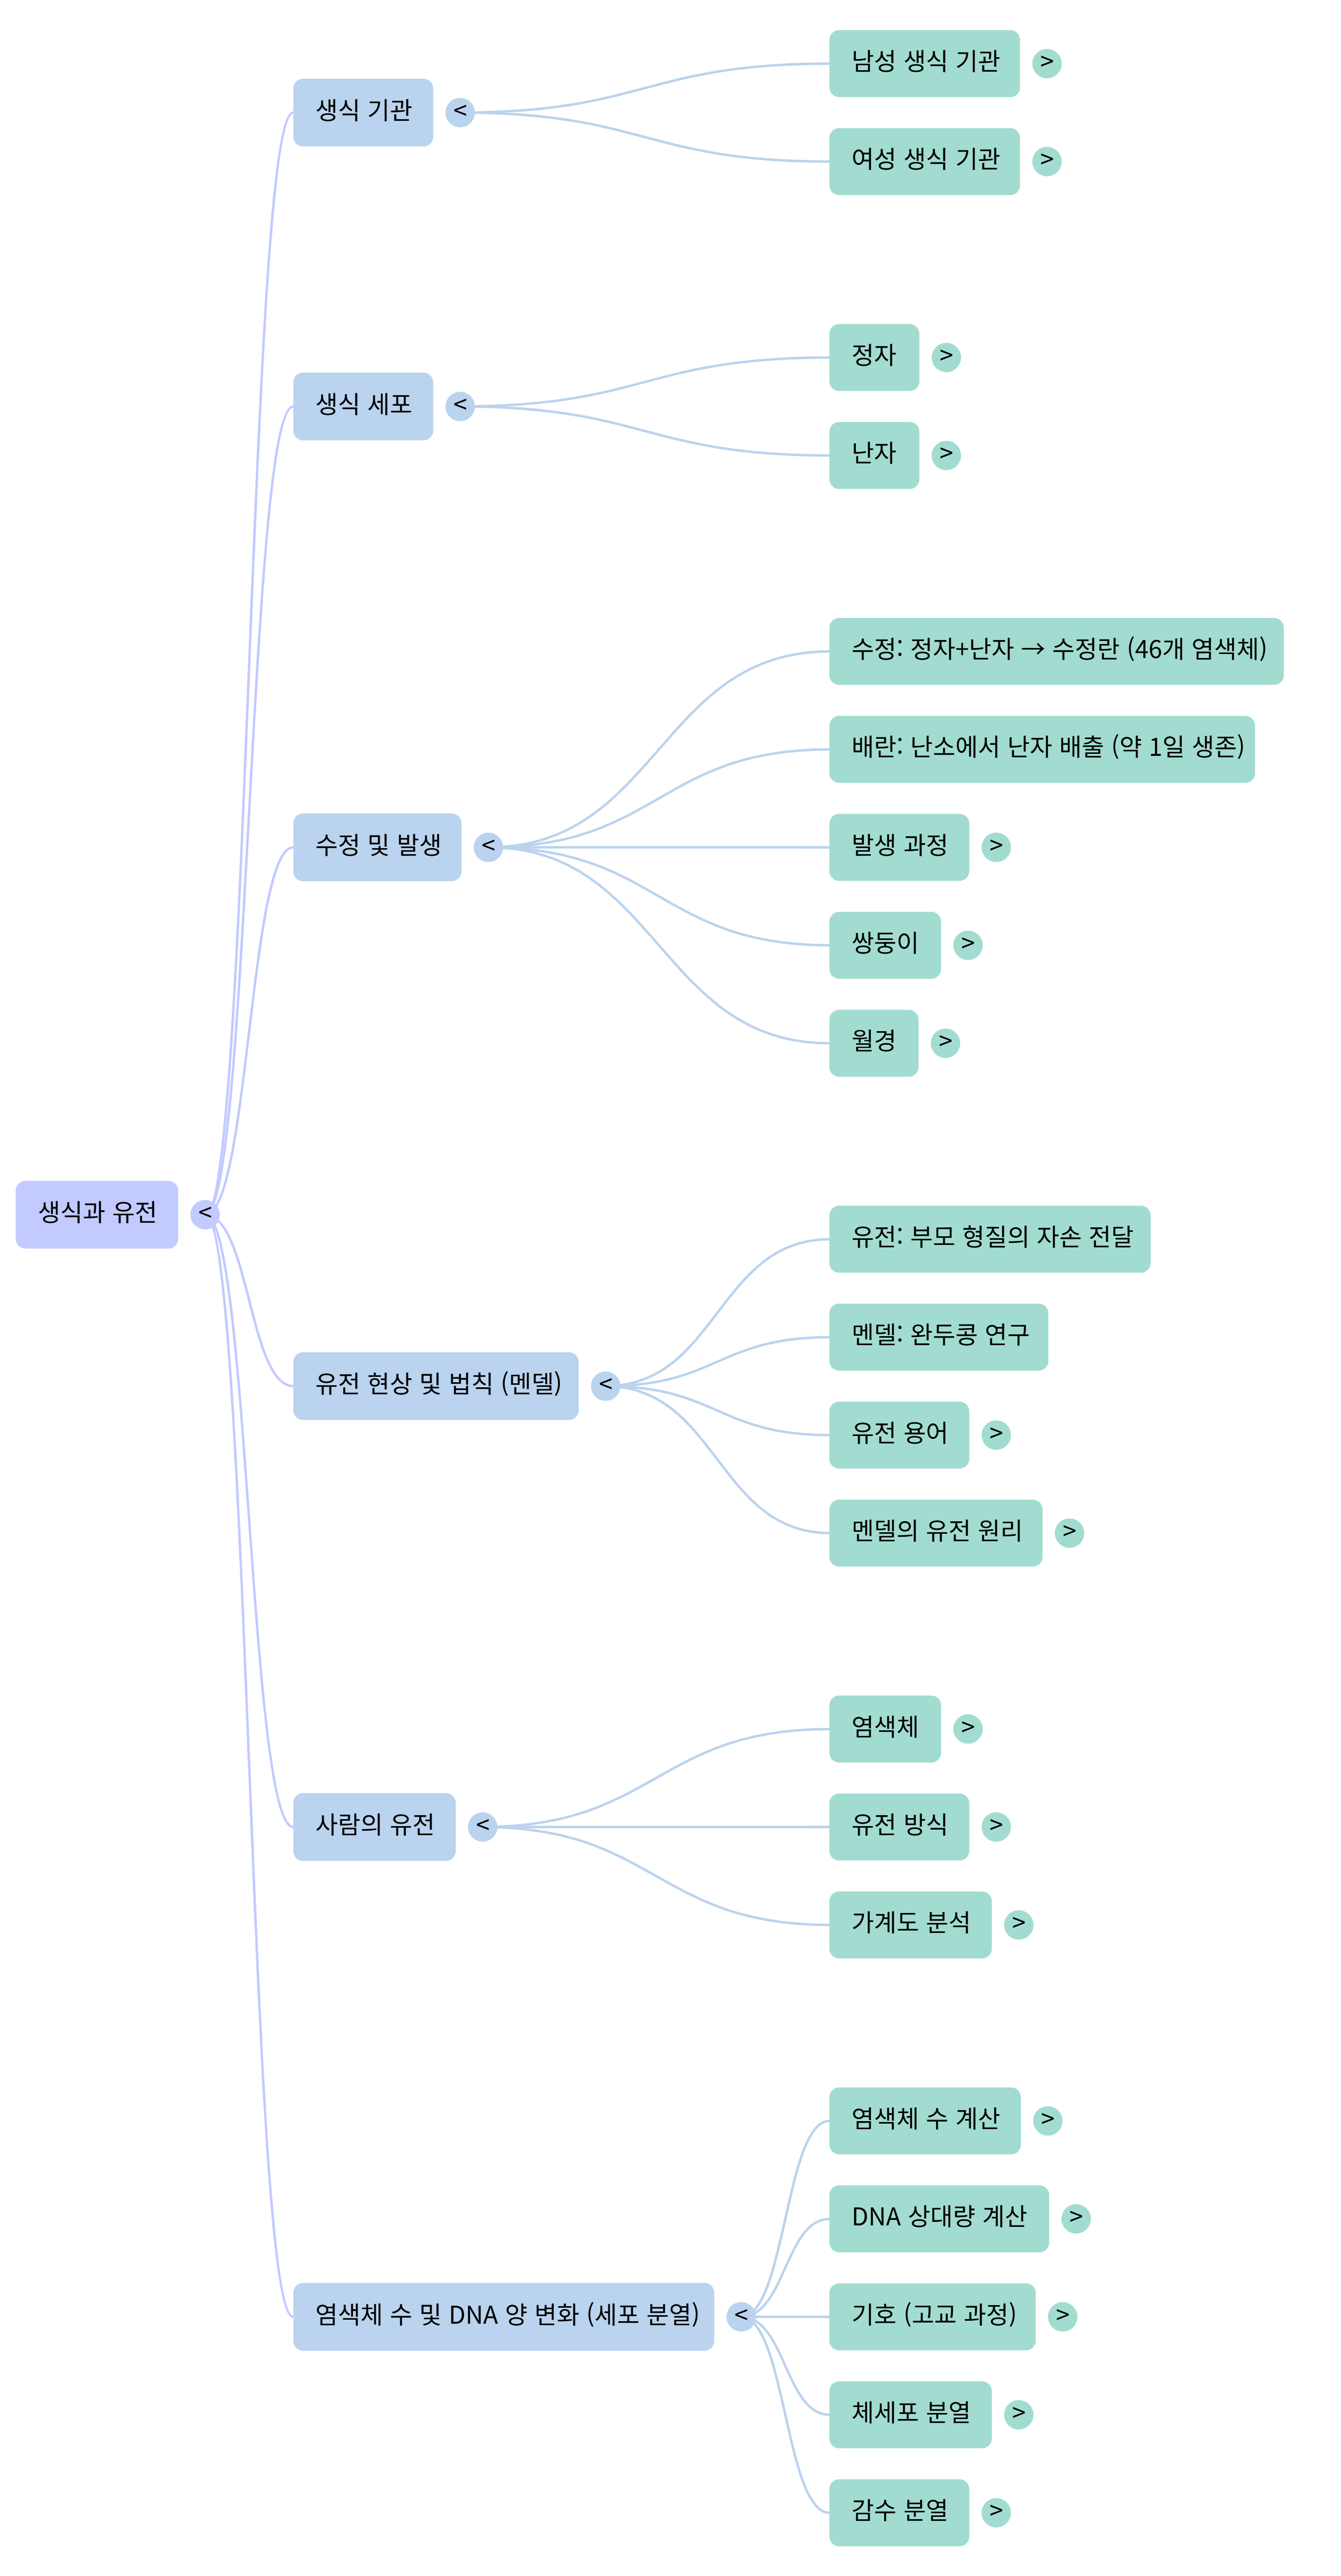 생식과 유전 <
생식 기관 <
남성 생식 기관 >
여성 생식 기관 >
생식 세포 <
정자 >
난자 >
수정 및 발생 <
수정: 정자+난자 → 수정란 (46개 염색체)
배란: 난소에서 난자 배출 (약 1일 생존)
발생 과정 >
쌍둥이 >
월경 >
유전 현상 및 법칙 (멘델) <
유전: 부모 형질의 자손 전달
멘델: 완두콩 연구
유전 용어 >
멘델의 유전 원리 >
사람의 유전 <
염색체 >
유전 방식 >
가계도 분석 >
염색체 수 및 DNA 양 변화 (세포 분열) <
염색체 수 계산 >
DNA 상대량 계산 >
기호 (고교 과정) >
체세포 분열 >
감수 분열 >